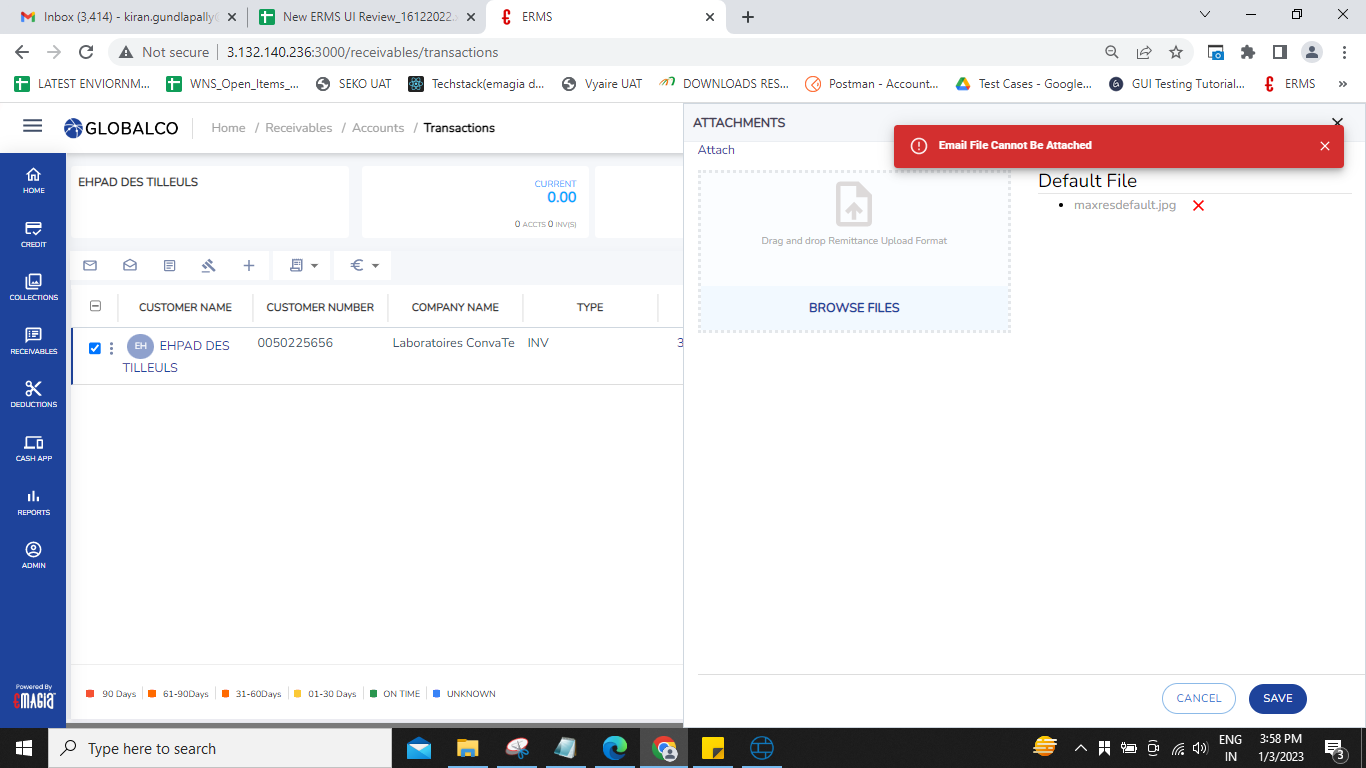 Inbox (3,414) - kiran.gundlapally
New ERMS UI Review_16122022.
ERMS
Not secure
3.132.140.236:3000/receivables/transactions
LATEST ENVIORNM...
WNS_Open_Items_...
SEKO UAT
Techstack(emagia d...
Vyaire UAT
DOWNLOADS RES...
Postman - Account...
Test Cases - Google...
GUI Testing Tutorial...
ERMS
»
GLOBALCO
Home / Receivables / Accounts / Transactions
ATTACHMENTS
Email File Cannot Be Attached
Attach
HOME
CREDIT
COLLECTIONS
RECEIVABLES
DEDUCTIONS
CASH APP
REPORTS
ADMIN
Powered By
EMAGIA
EHPAD DES TILLEULS
CURRENT
0.00
0 ACCTS 0 INV(S)
CUSTOMER NAME
CUSTOMER NUMBER
COMPANY NAME
TYPE
EH
EHPAD DES
TILLEULS
0050225656
Laboratoires ConvaTe
INV
3
90 Days
61-90Days
31-60Days
01-30 Days
ON TIME
UNKNOWN
Drag and drop Remittance Upload Format
BROWSE FILES
Default File
maxresdefault.jpg
CANCEL
SAVE
Type here to search
ENG
IN
3:58 PM
1/3/2023
3